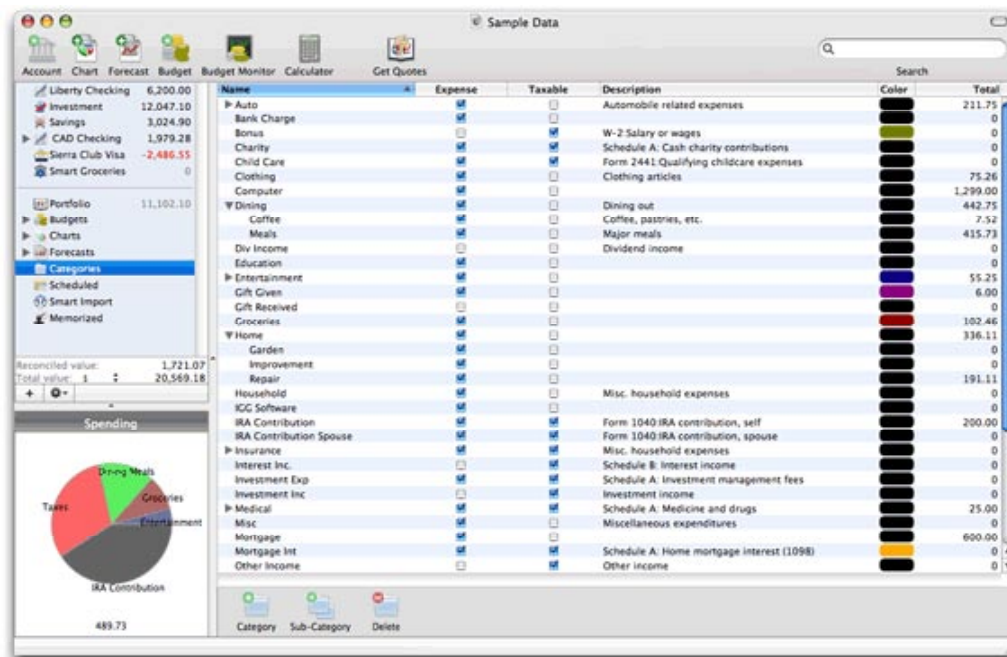 Sample Data
Account Chart Forecast Budget Budget Monitor Calculator Get Quotes Search
Liberty Checking 6,200.00
Investment 12,047.10
Savings 3,024.90
CAD Checking 1,979.28
Sierra Club Visa -2,486.55
Smart Groceries 0
Portfolio 11,102.10
Budgets
Charts
Forecasts
Categories
Scheduled
Smart Import
Memorized
Reconciled value: 1,721.07
Total value: 1 20,569.18
Spending
Dining Meals
Taxes
Groceries
Entertainment
IRA Contribution
489.73
Name Expense Taxable Description Color Total
Auto Automobile related expenses 211.75
Bank Charge 0
Bonus W-2 Salary or wages 0
Charity Schedule A: Cash charity contributions 0
Child Care Form 2441:Qualifying childcare expenses 0
Clothing Clothing articles 75.26
Computer 1,299.00
Dining Dining out 442.75
Coffee Coffee, pastries, etc. 7.52
Meals Major meals 415.73
Div Income Dividend income 0
Education 0
Entertainment 55.25
Gift Given 6.00
Gift Received 0
Groceries 102.46
Home 336.11
Garden 0
Improvement 0
Repair 191.11
Household Misc. household expenses 0
IGG Software 0
IRA Contribution Form 1040:IRA contribution, self 200.00
IRA Contribution Spouse Form 1040:IRA contribution, spouse 0
Insurance Misc. household expenses 0
Interest Inc. Schedule B: Interest income 0
Investment Exp Schedule A: Investment management fees 0
Investment Inc Investment income 0
Medical Schedule A: Medicine and drugs 25.00
Misc Miscellaneous expenditures 0
Mortgage 600.00
Mortgage Int Schedule A: Home mortgage interest (1098) 0
Other Income Other income 0
Category Sub-Category Delete